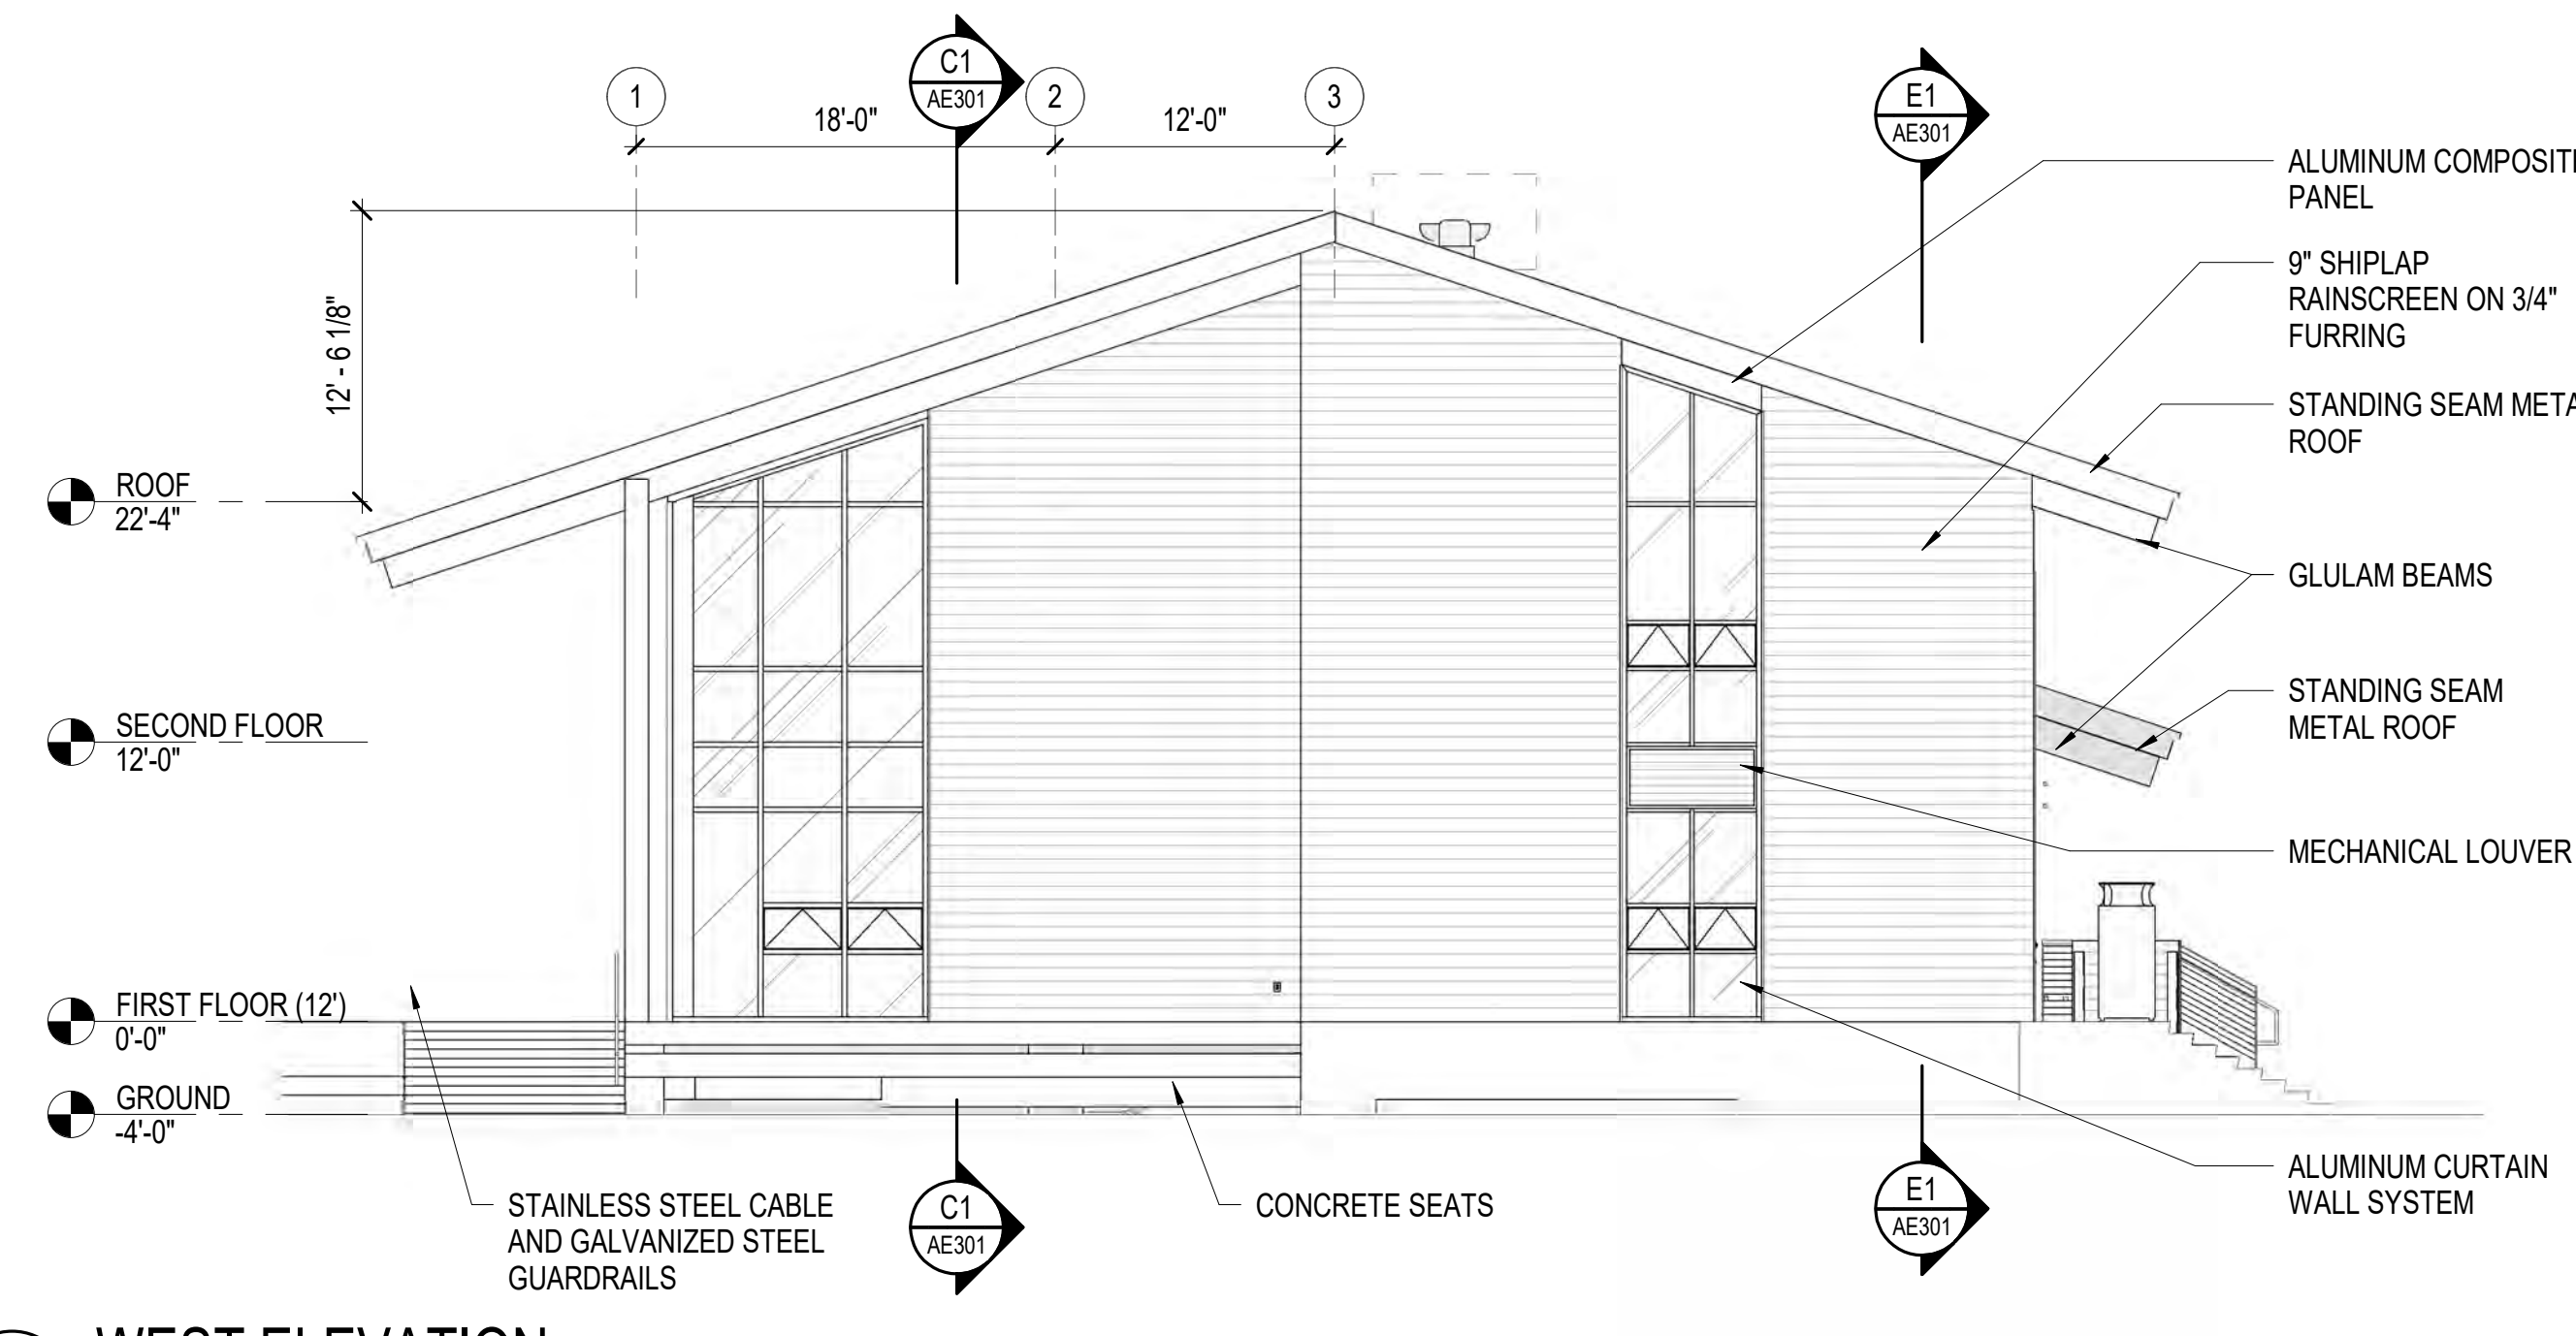 C1
AE301
E1
AE301
1
2
3
18'-0"
12'-0"
12' - 6 1/8"
ALUMINUM COMPOSIT
PANEL
9" SHIPLAP
RAINSCREEN ON 3/4"
FURRING
STANDING SEAM META
ROOF
GLULAM BEAMS
STANDING SEAM
METAL ROOF
MECHANICAL LOUVER
ALUMINUM CURTAIN
WALL SYSTEM
ROOF
22'-4"
SECOND FLOOR
12'-0"
FIRST FLOOR (12')
0'-0"
GROUND
-4'-0"
STAINLESS STEEL CABLE
AND GALVANIZED STEEL
GUARDRAILS
C1
AE301
CONCRETE SEATS
E1
AE301
WEST ELEVATION